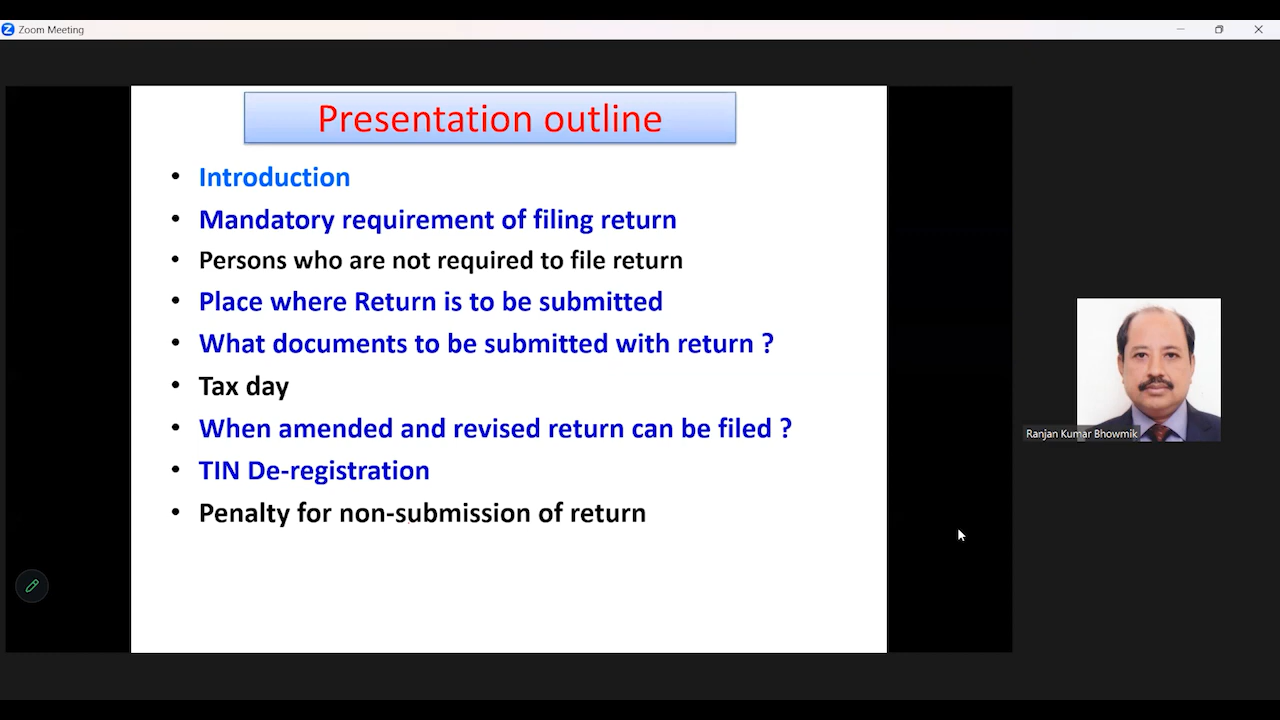 Zoom Meeting
Presentation outline
• Introduction
• Mandatory requirement of filing return
• Persons who are not required to file return
• Place where Return is to be submitted
• What documents to be submitted with return ?
• Tax day
• When amended and revised return can be filed ?
• TIN De-registration
• Penalty for non-submission of return
Ranjan Kumar Bhowmik